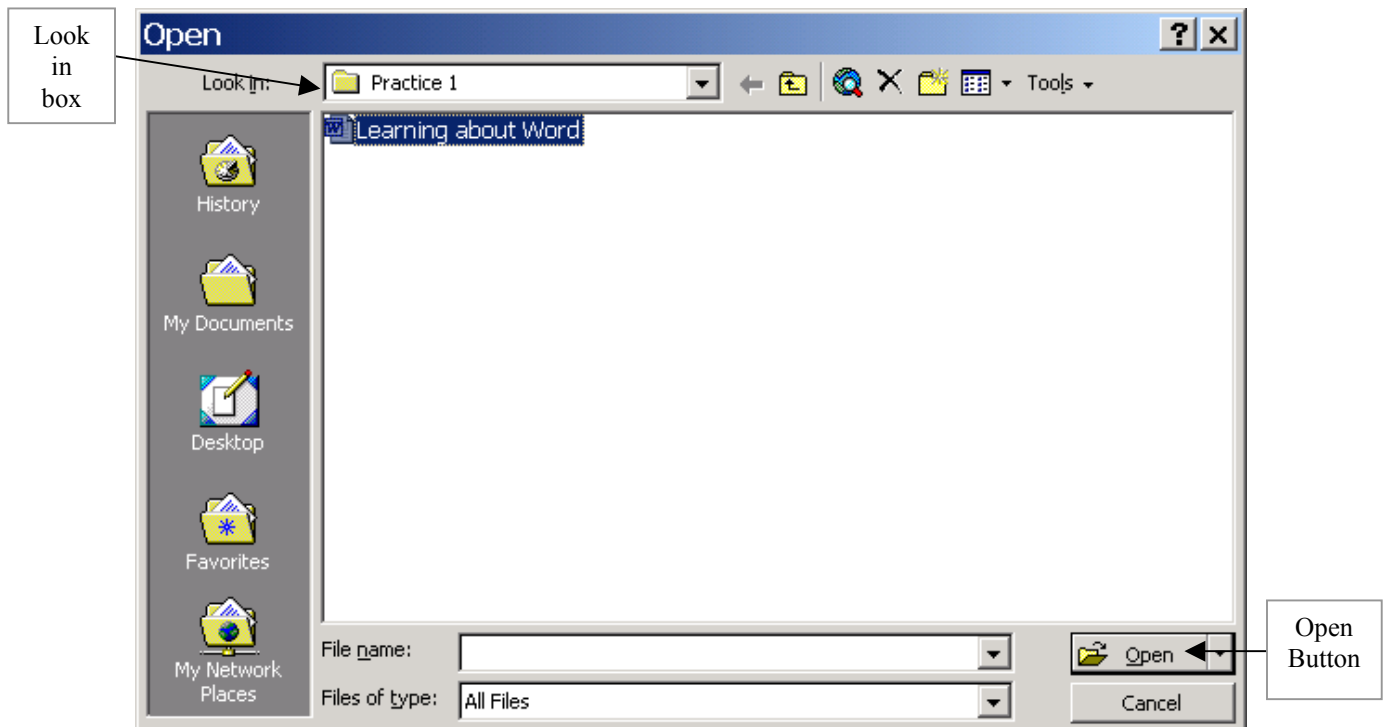 Look
in
box
Open
Look in:
Practice 1
Tools
Learning about Word
History
My Documents
Desktop
Favorites
My Network
Places
File name:
Open
Files of type:
All Files
Cancel
Open
Button